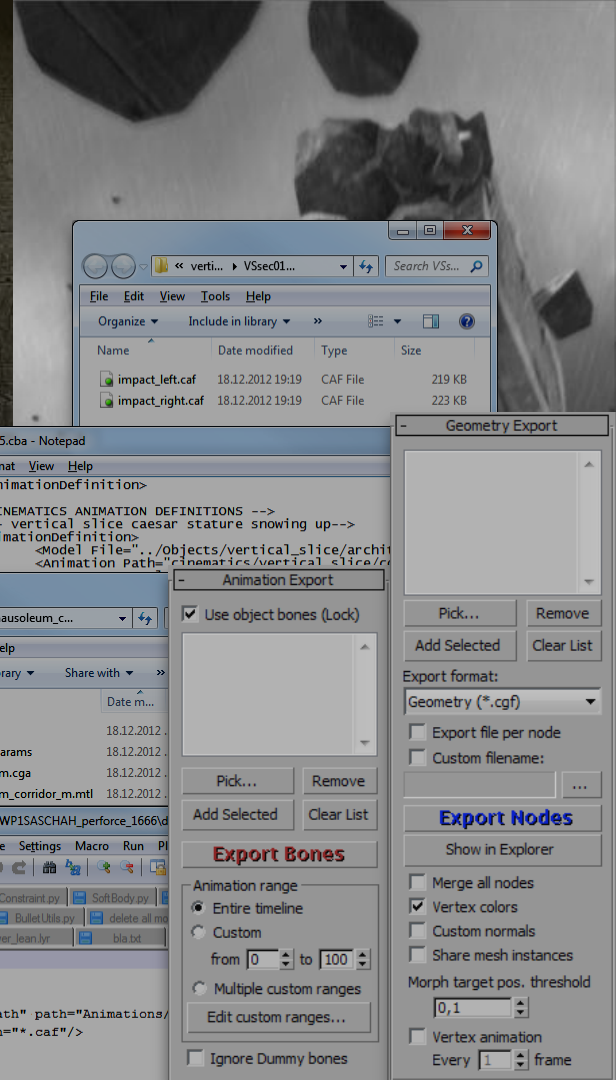 « verti... ▸ VSsec01...
Search VSs...
File Edit View Tools Help
Organize Include in library »
Name Date modified Type Size
impact_left.caf 18.12.2012 19:19 CAF File 219 KB
impact_right.caf 18.12.2012 19:19 CAF File 223 KB
5.cba - Notepad
mat View Help
nimationDefinition>
INEMATICS ANIMATION DEFINITIONS -->
- vertical slice caesar stature snowing up-->
imationDefinition>
<Model File="../Objects/vertical_slice/archit
<Animation Path="cinematics/vertical_slice/co
ausoleum_c...
elp
rary Share with »
Date m...
18.12.2012 .
arams 18.12.2012 .
m.cga 18.12.2012 .
m_corridor_m.mtl 18.12.2012 .
WP1SASCHAH_perforce_1666\d
e Settings Macro Run Pl
Constraint.py SoftBody.py
BulletUtils.py delete all mo
ver_lean.lyr bla.txt
ath" path="Animations/
="*.caf"/>
- Animation Export
Use object bones (Lock)
Pick... Remove
Add Selected Clear List
Export Bones
Animation range
Entire timeline
Custom
from 0 to 100
Multiple custom ranges
Edit custom ranges...
Ignore Dummy bones
- Geometry Export
Pick... Remove
Add Selected Clear List
Export format:
Geometry (*.cgf)
Export file per node
Custom filename:
...
Export Nodes
Show in Explorer
Merge all nodes
Vertex colors
Custom normals
Share mesh instances
Morph target pos. threshold
0,1
Vertex animation
Every 1 frame